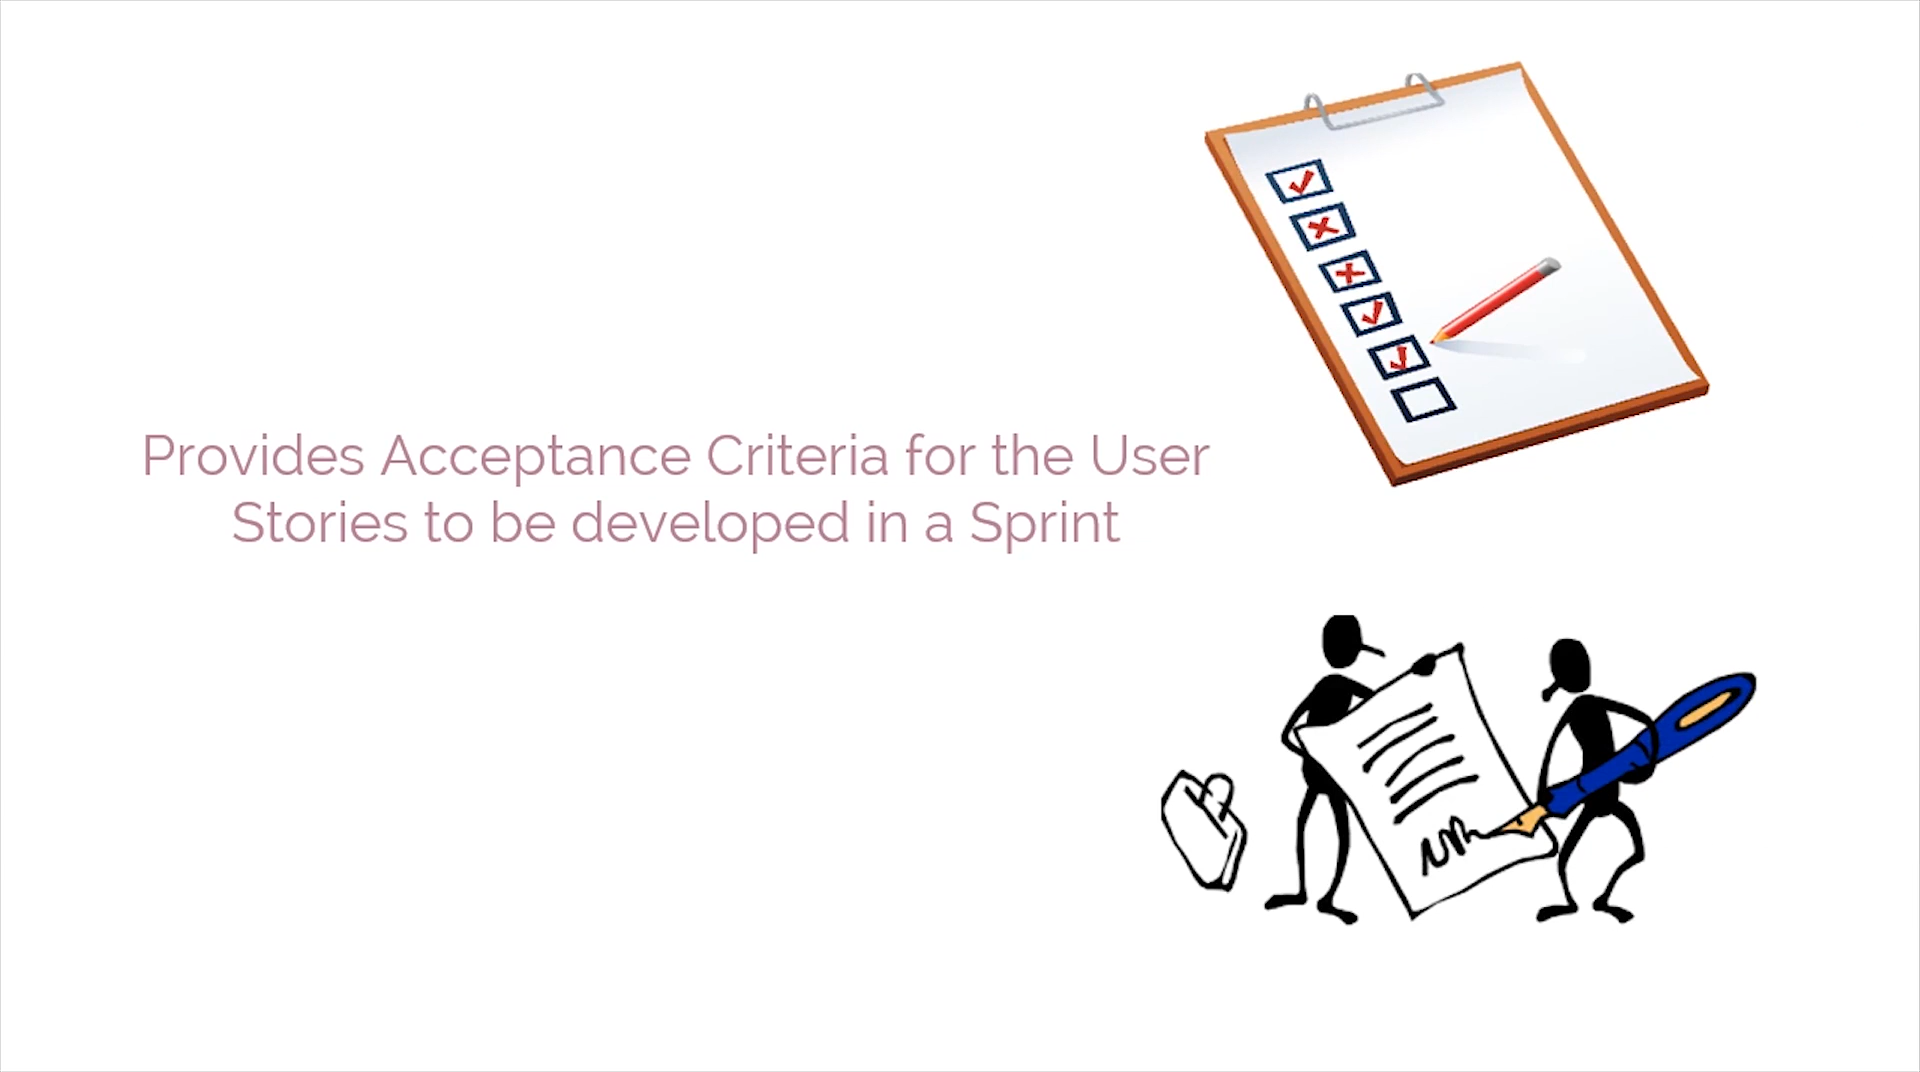 Provides Acceptance Criteria for the User
Stories to be developed in a Sprint